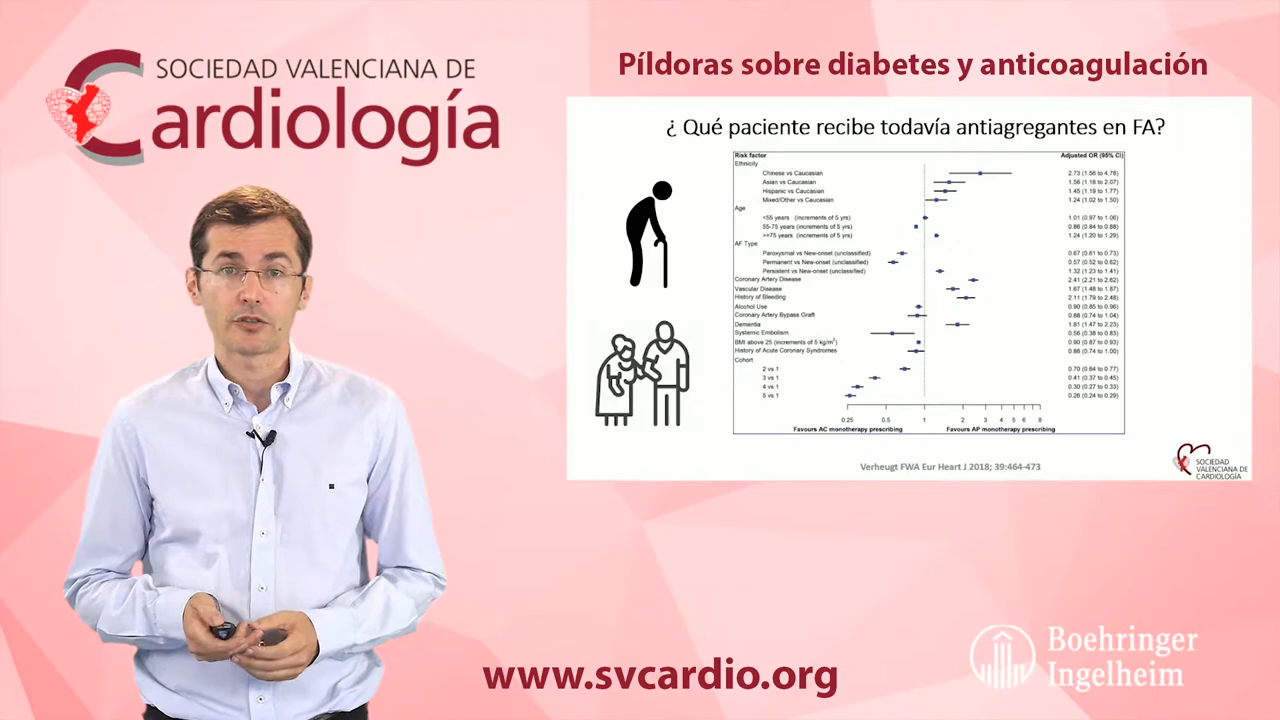 SOCIEDAD VALENCIANA DE
Cardiología
Píldoras sobre diabetes y anticoagulación
¿ Qué paciente recibe todavía antiagregantes en FA?
Risk factor Adjusted OR (95% CI)
Ethnicity
Chinese vs Caucasian 2.73 (1.56 to 4.78)
Asian vs Caucasian 1.56 (1.18 to 2.07)
Hispanic vs Caucasian 1.45 (1.19 to 1.77)
Mixed/Other vs Caucasian 1.24 (1.02 to 1.50)
Age
<55 years (increments of 5 yrs) 1.01 (0.97 to 1.06)
55-75 years (increments of 5 yrs) 0.86 (0.84 to 0.88)
>=75 years (increments of 5 yrs) 1.24 (1.20 to 1.29)
AF Type
Paroxysmal vs New-onset (unclassified) 0.67 (0.61 to 0.73)
Permanent vs New-onset (unclassified) 0.57 (0.52 to 0.62)
Persistent vs New-onset (unclassified) 1.32 (1.23 to 1.41)
Coronary Artery Disease 2.41 (2.21 to 2.62)
Vascular Disease 1.67 (1.48 to 1.87)
History of Bleeding 2.11 (1.79 to 2.48)
Alcohol Use 0.90 (0.85 to 0.96)
Coronary Artery Bypass Graft 0.88 (0.74 to 1.04)
Dementia 1.81 (1.47 to 2.23)
Systemic Embolism 0.56 (0.38 to 0.83)
BMI above 25 (increments of 5 kg/m²) 0.90 (0.87 to 0.93)
History of Acute Coronary Syndromes 0.86 (0.74 to 1.00)
Cohort
2 vs 1 0.70 (0.64 to 0.77)
3 vs 1 0.41 (0.37 to 0.45)
4 vs 1 0.30 (0.27 to 0.33)
5 vs 1 0.26 (0.24 to 0.29)
0.25 0.5 1 2 3 4 5 6 8
Favours AC monotherapy prescribing Favours AP monotherapy prescribing
Verheugt FWA Eur Heart J 2018; 39:464-473
SOCIEDAD
VALENCIANA DE
CARDIOLOGÍA
www.svcardio.org
Boehringer
Ingelheim